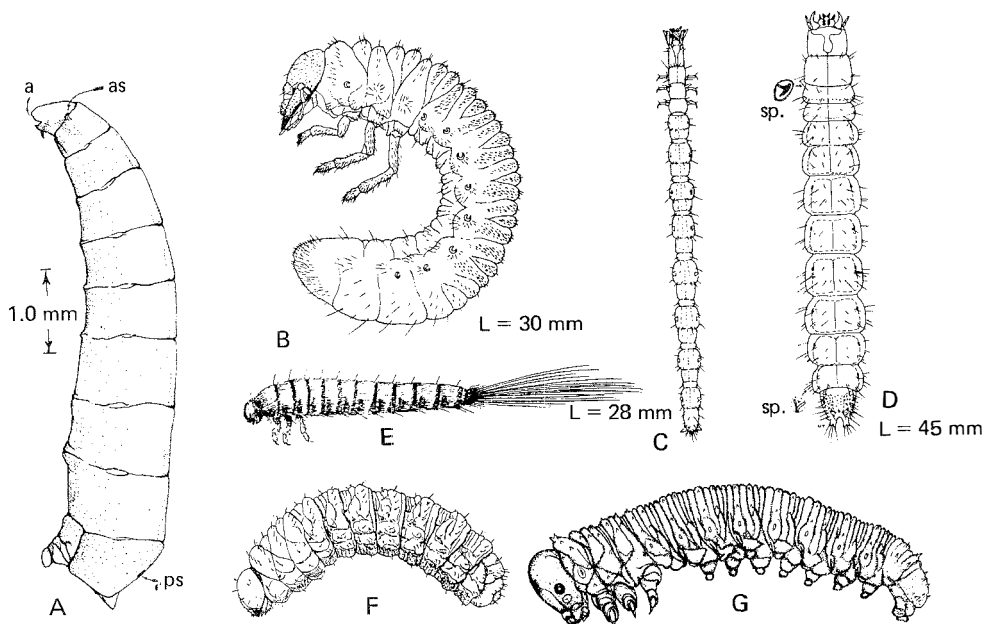 a
as
1.0 mm
ps
A
B
L = 30 mm
C
sp.
sp.
D
L = 45 mm
E
L = 28 mm
F
G